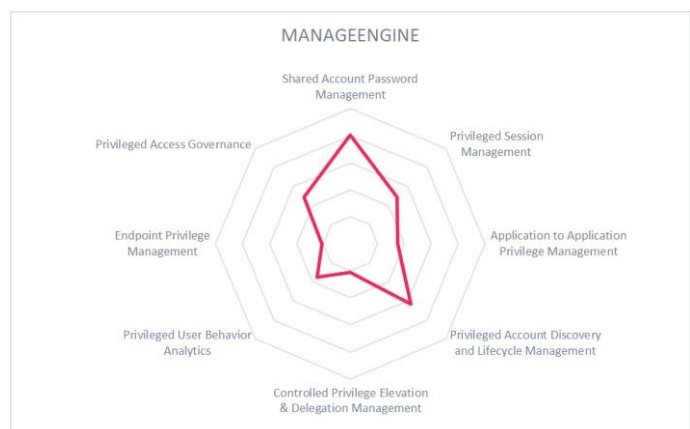 MANAGEENGINE
Shared Account Password
Management
Privileged Access Governance
Privileged Session
Management
Endpoint Privilege
Management
Application to Application
Privilege Management
Privileged User Behavior
Analytics
Privileged Account Discovery
and Lifecycle Management
Controlled Privilege Elevation
& Delegation Management